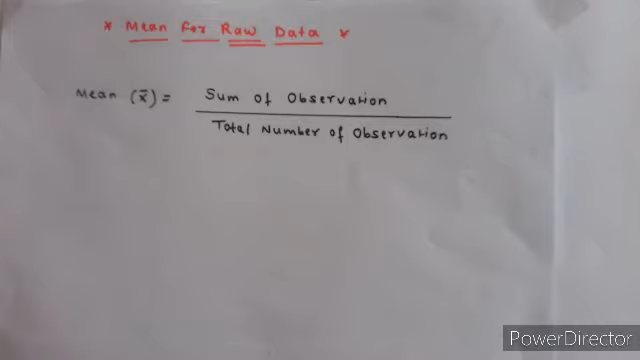 * Mean For Raw Data *
Mean (x̄) = Sum of Observation
Total Number of Observation
PowerDirector